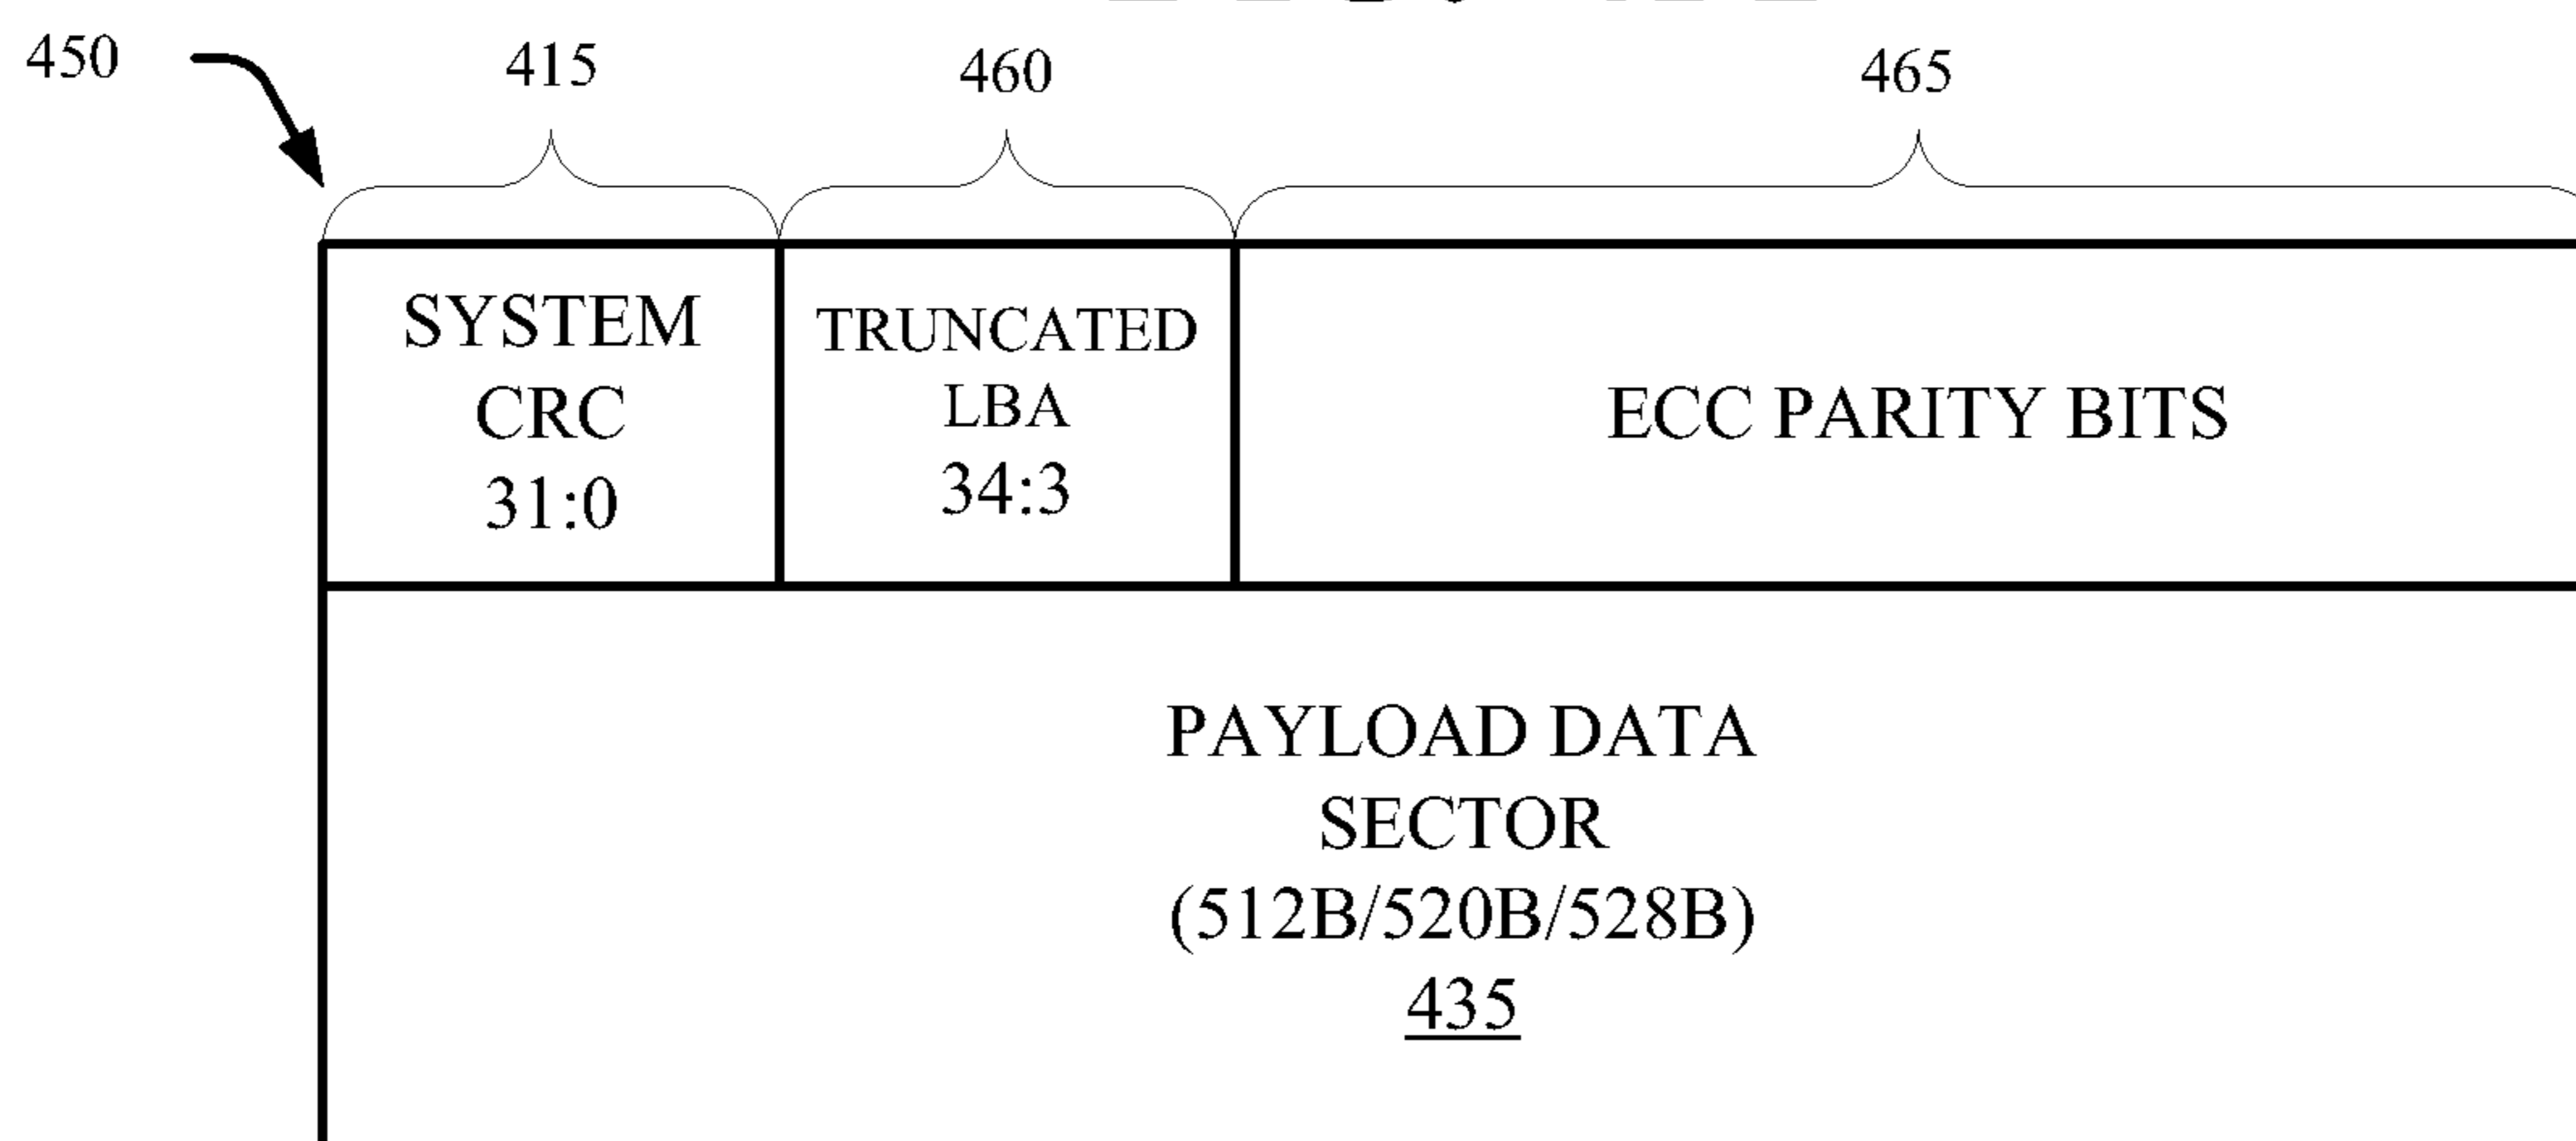 450
415
460
465
SYSTEM
CRC
31:0
TRUNCATED
LBA
34:3
ECC PARITY BITS
PAYLOAD DATA
SECTOR
(512B/520B/528B)
435